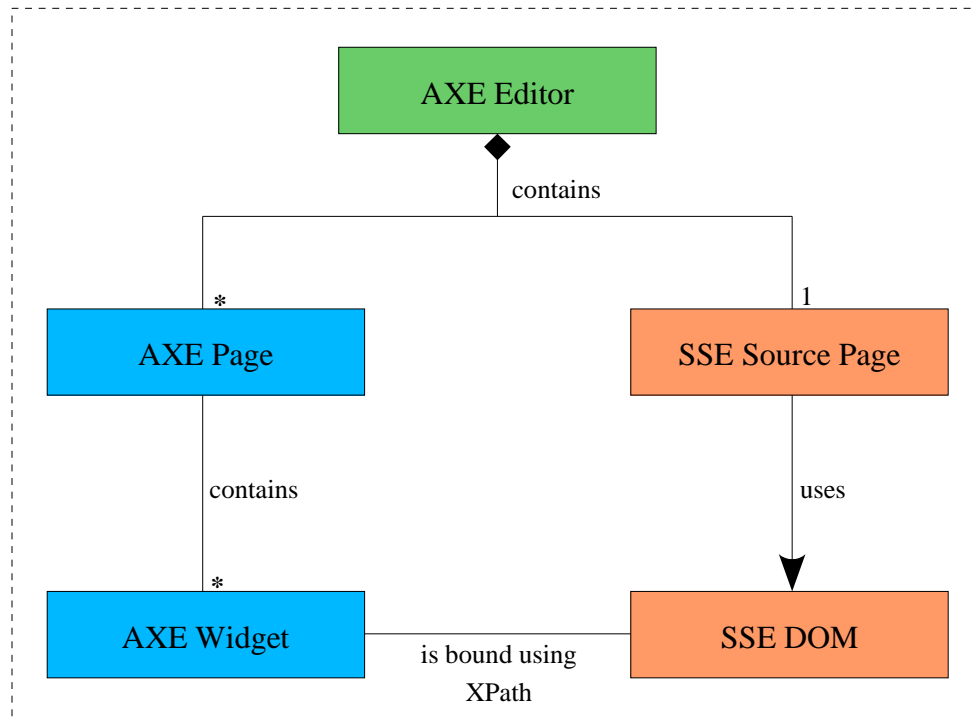 AXE Editor
contains
*
1
AXE Page
SSE Source Page
contains
uses
*
AXE Widget
SSE DOM
is bound using
XPath